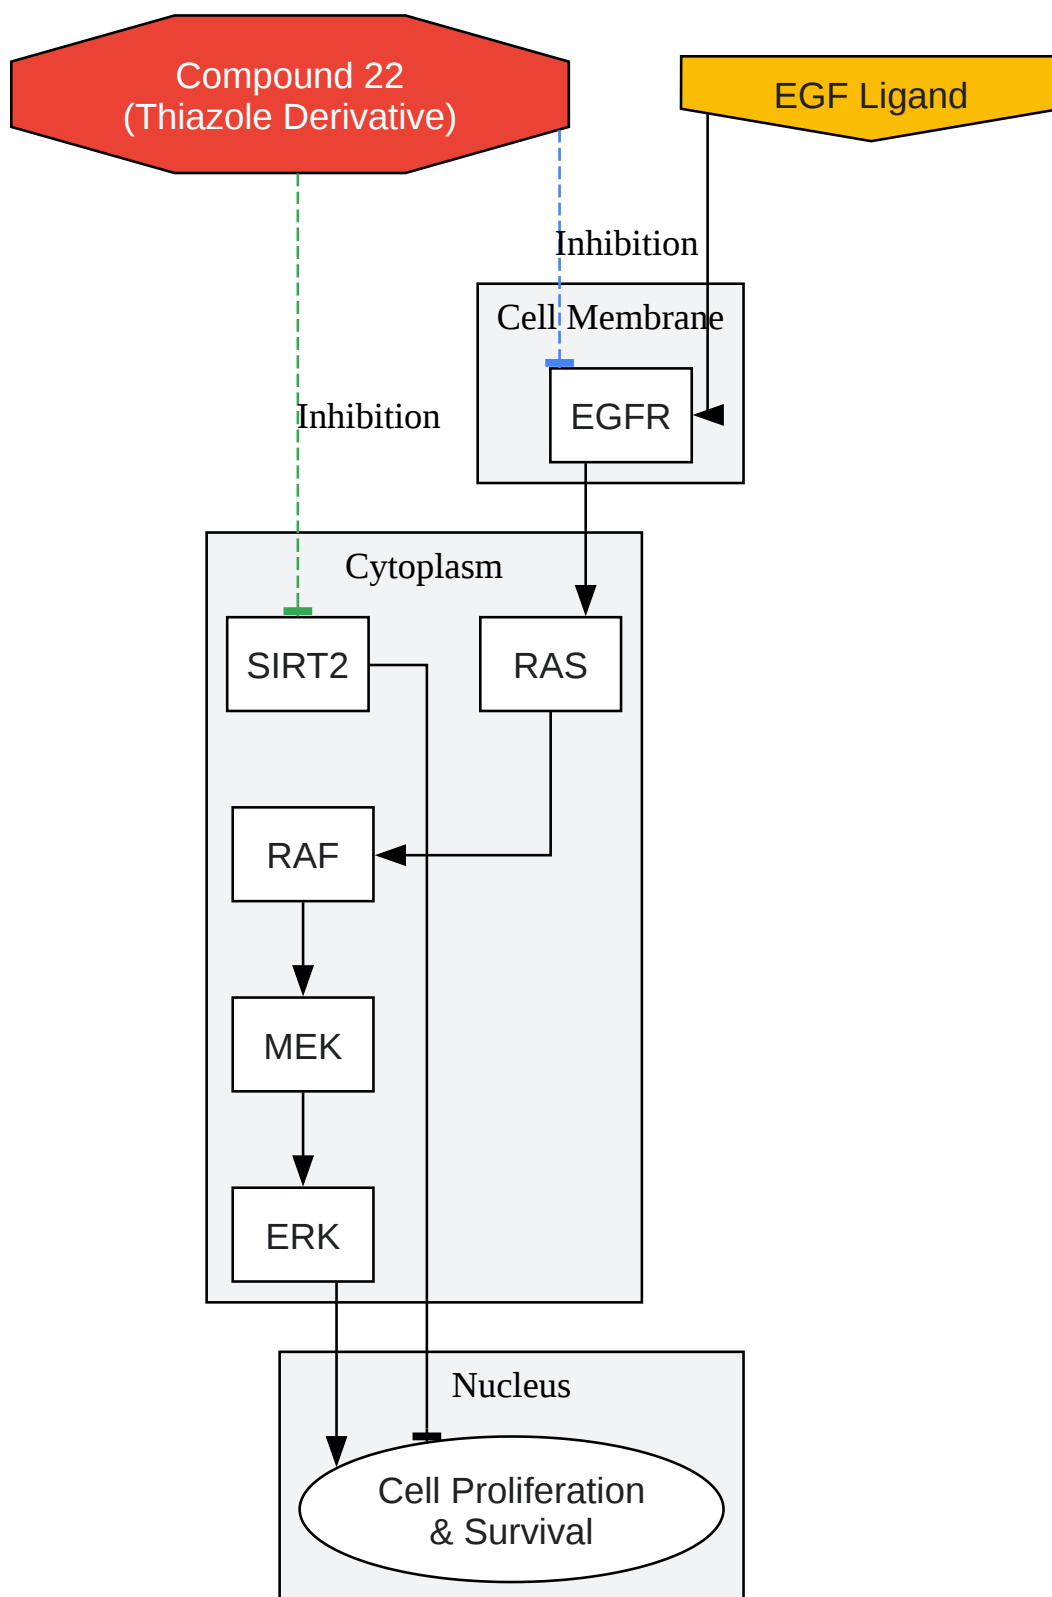 Compound 22
(Thiazole Derivative)
EGF Ligand
Inhibition
Cell Membrane
EGFR
Inhibition
Cytoplasm
SIRT2
RAS
RAF
MEK
ERK
Nucleus
Cell Proliferation
& Survival